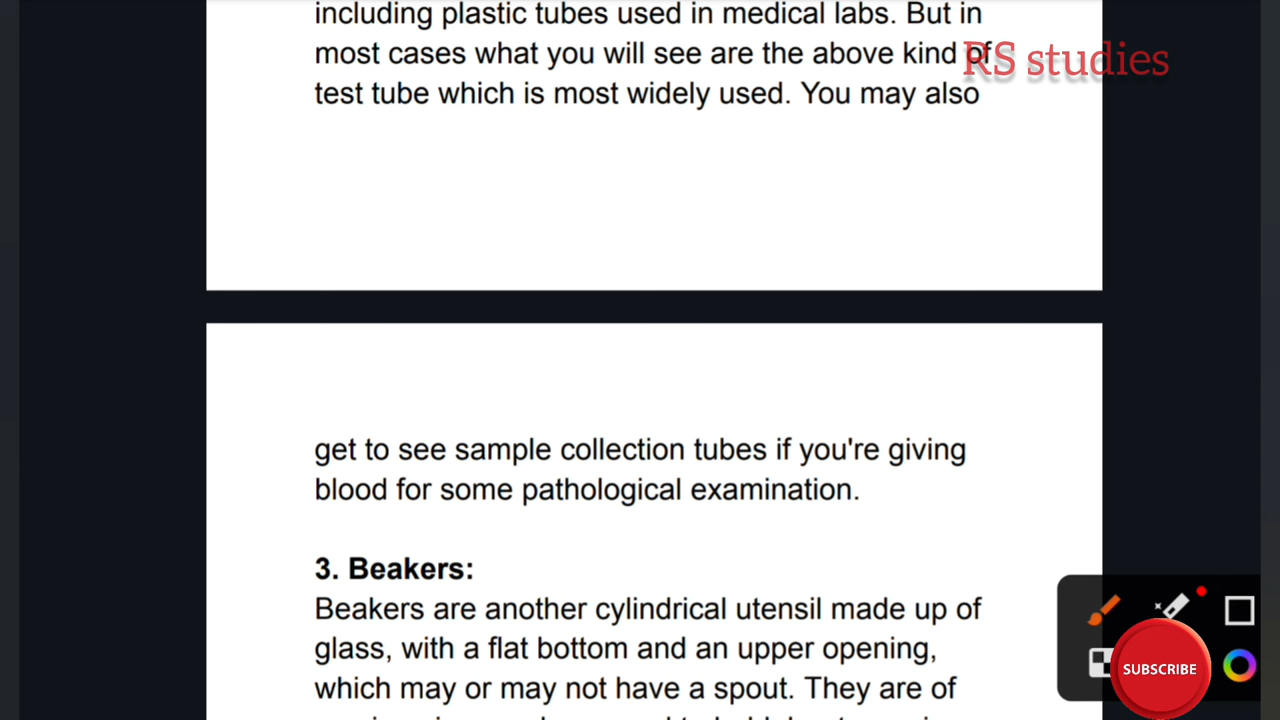 including plastic tubes used in medical labs. But in
most cases what you will see are the above kind of
RS studies
test tube which is most widely used. You may also
get to see sample collection tubes if you're giving
blood for some pathological examination.
3. Beakers:
Beakers are another cylindrical utensil made up of
glass, with a flat bottom and an upper opening,
which may or may not have a spout. They are of
SUBSCRIBE